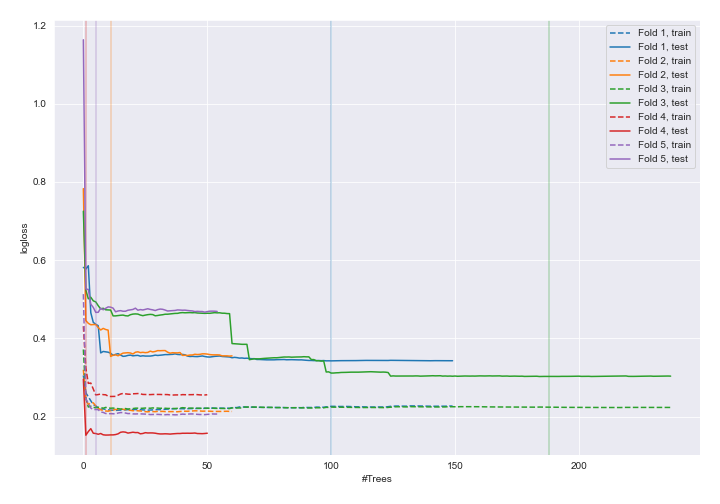 1.2
1.0
0.8
0.6
0.4
0.2
logloss
0
50
100
150
200
#Trees
Fold 1, train
Fold 1, test
Fold 2, train
Fold 2, test
Fold 3, train
Fold 3, test
Fold 4, train
Fold 4, test
Fold 5, train
Fold 5, test